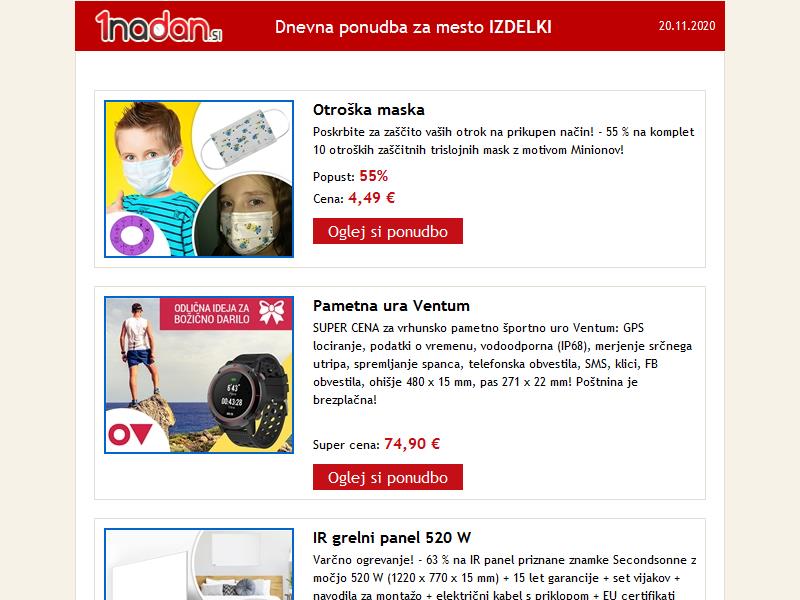 1nadan.si
Dnevna ponudba za mesto IZDELKI
20.11.2020
Otroška maska
Poskrbite za zaščito vaših otrok na prikupen način! - 55 % na komplet
10 otroških zaščitnih trislojnih mask z motivom Minionov!
Popust: 55%
Cena: 4,49 €
Oglej si ponudbo
ODLIČNA IDEJA ZA
BOŽIČNO DARILO
Pametna ura Ventum
SUPER CENA za vrhunsko pametno športno uro Ventum: GPS
lociranje, podatki o vremenu, vodoodporna (IP68), merjenje srčnega
utripa, spremljanje spanca, telefonska obvestila, SMS, klici, FB
obvestila, ohišje 480 x 15 mm, pas 271 x 22 mm! Poštnina je
brezplačna!
Super cena: 74,90 €
Oglej si ponudbo
IR grelni panel 520 W
Varčno ogrevanje! - 63 % na IR panel priznane znamke Secondsonne z
močjo 520 W (1220 x 770 x 15 mm) + 15 let garancije + set vijakov +
navodila za montažo + električni kabel s priklopom + EU certifikati